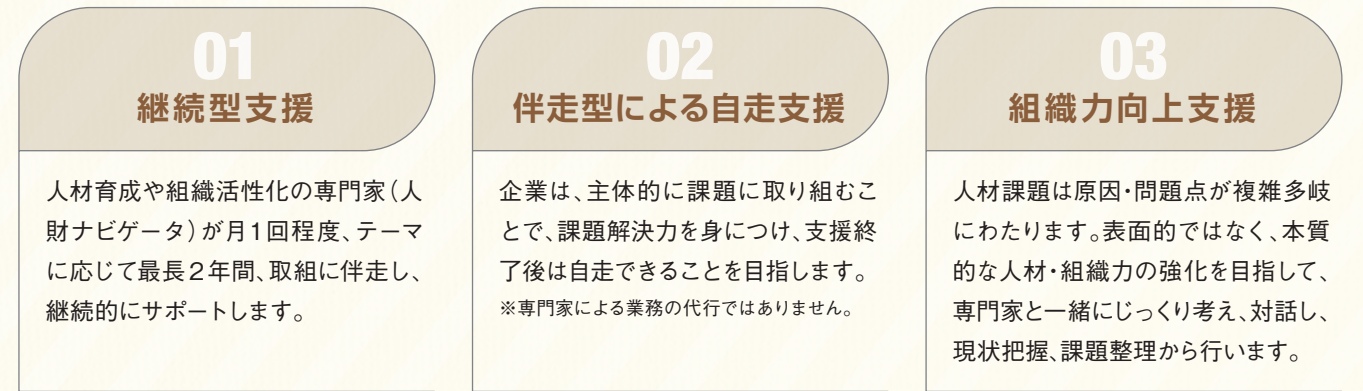 01
継続型支援
人材育成や組織活性化の専門家(人
財ナビゲータ)が月1回程度、テーマ
に応じて最長2年間、取組に伴走し、
継続的にサポートします。
02
伴走型による自走支援
企業は、主体的に課題に取り組むこ
とで、課題解決力を身につけ、支援終
了後は自走できることを目指します。
※専門家による業務の代行ではありません。
03
組織力向上支援
人材課題は原因・問題点が複雑多岐
にわたります。表面的ではなく、本質
的な人材・組織力の強化を目指して、
専門家と一緒にじっくり考え、対話し、
現状把握、課題整理から行います。